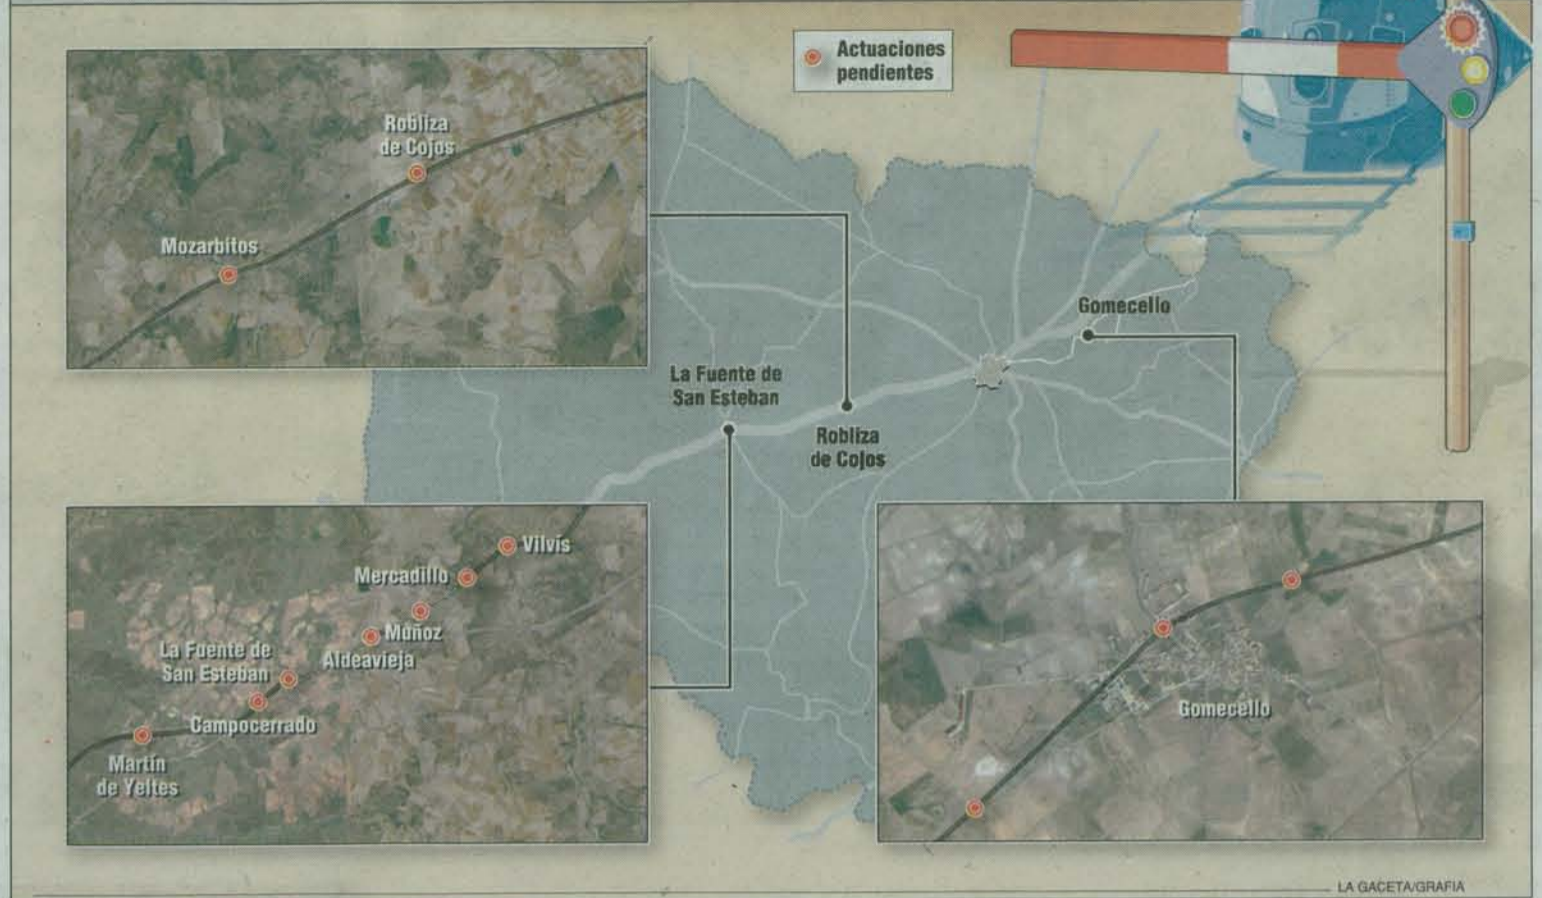 Actuaciones
pendientes
Robliza
de Cojos
Mozarbitos
Gomecello
La Fuente de
San Esteban
Robliza
de Cojos
Vilvis
Mercadillo
Muñoz
Aldeavieja
La Fuente de
San Esteban
Campocerrado
Martín
de Yeltes
Gomecello
LA GACETA/GRAFIA